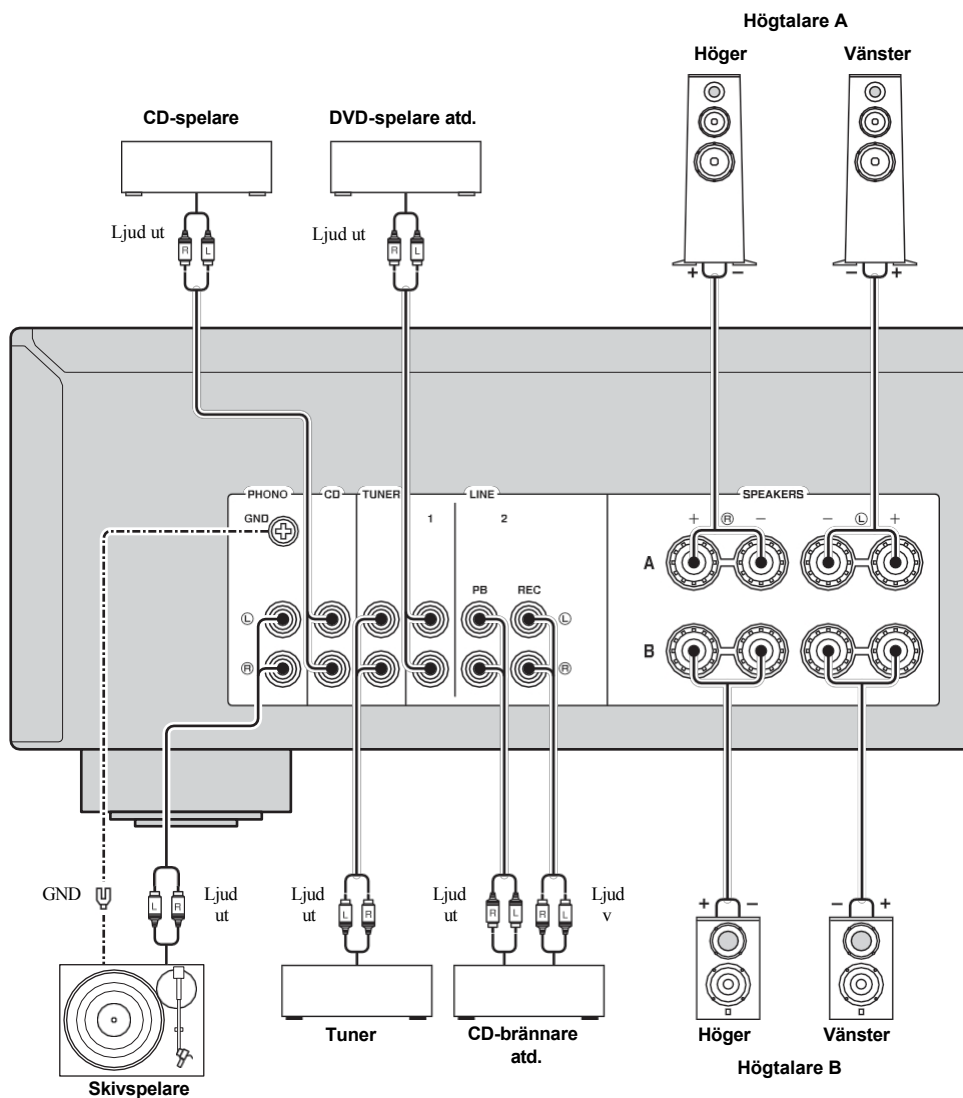 Högtalare A
Höger Vänster
CD-spelare DVD-spelare atd.
Ljud ut Ljud ut
R L R L
+ − − +
PHONO CD TUNER LINE SPEAKERS
GND 1 2 + Ⓡ − − Ⓛ +
A
PB REC
Ⓛ Ⓛ
B
Ⓡ Ⓡ
GND
Ljud
ut
Ljud
ut
Ljud
ut
Ljud
v
+ − − +
L R L R R L R L
Tuner
CD-brännare
atd.
Höger Vänster
Högtalare B
Skivspelare